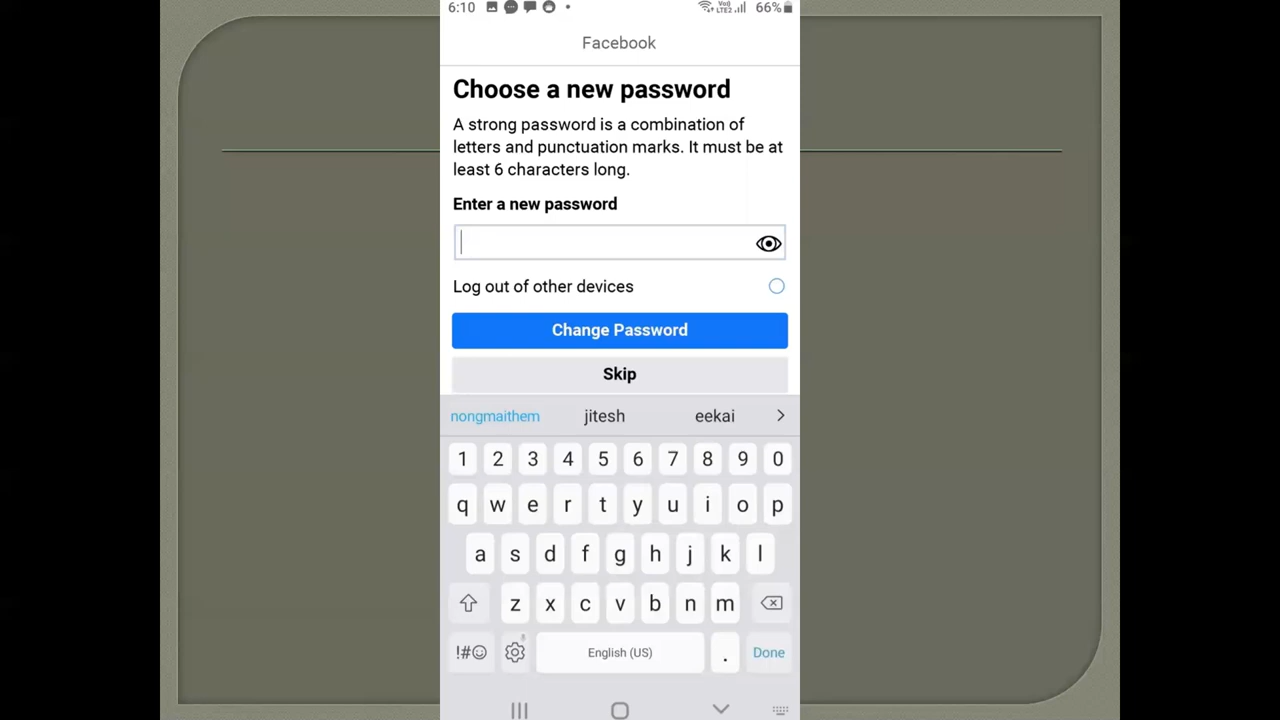 6:10 Vo) LTE2 66%
Facebook
Choose a new password
A strong password is a combination of
letters and punctuation marks. It must be at
least 6 characters long.
Enter a new password
Log out of other devices
Change Password
Skip
nongmaithem jitesh eekai
1 2 3 4 5 6 7 8 9 0
q w e r t y u i o p
a s d f g h j k l
z x c v b n m
!#☺ English (US) . Done